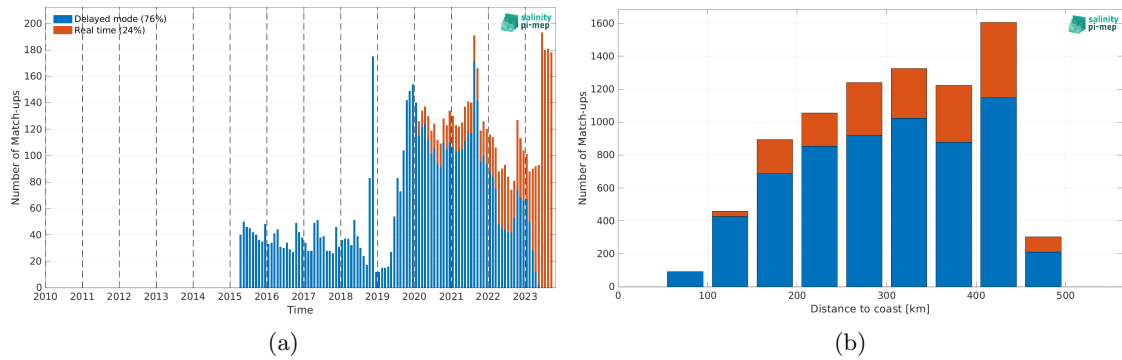 Delayed mode (76%)
Real time (24%)
salinity
pi-mep
Number of Match-ups
200
180
160
140
120
100
80
60
40
20
0
2010 2011 2012 2013 2014 2015 2016 2017 2018 2019 2020 2021 2022 2023
Time
(a)
salinity
pi-mep
Number of Match-ups
1600
1400
1200
1000
800
600
400
200
0
0 100 200 300 400 500
Distance to coast [km]
(b)